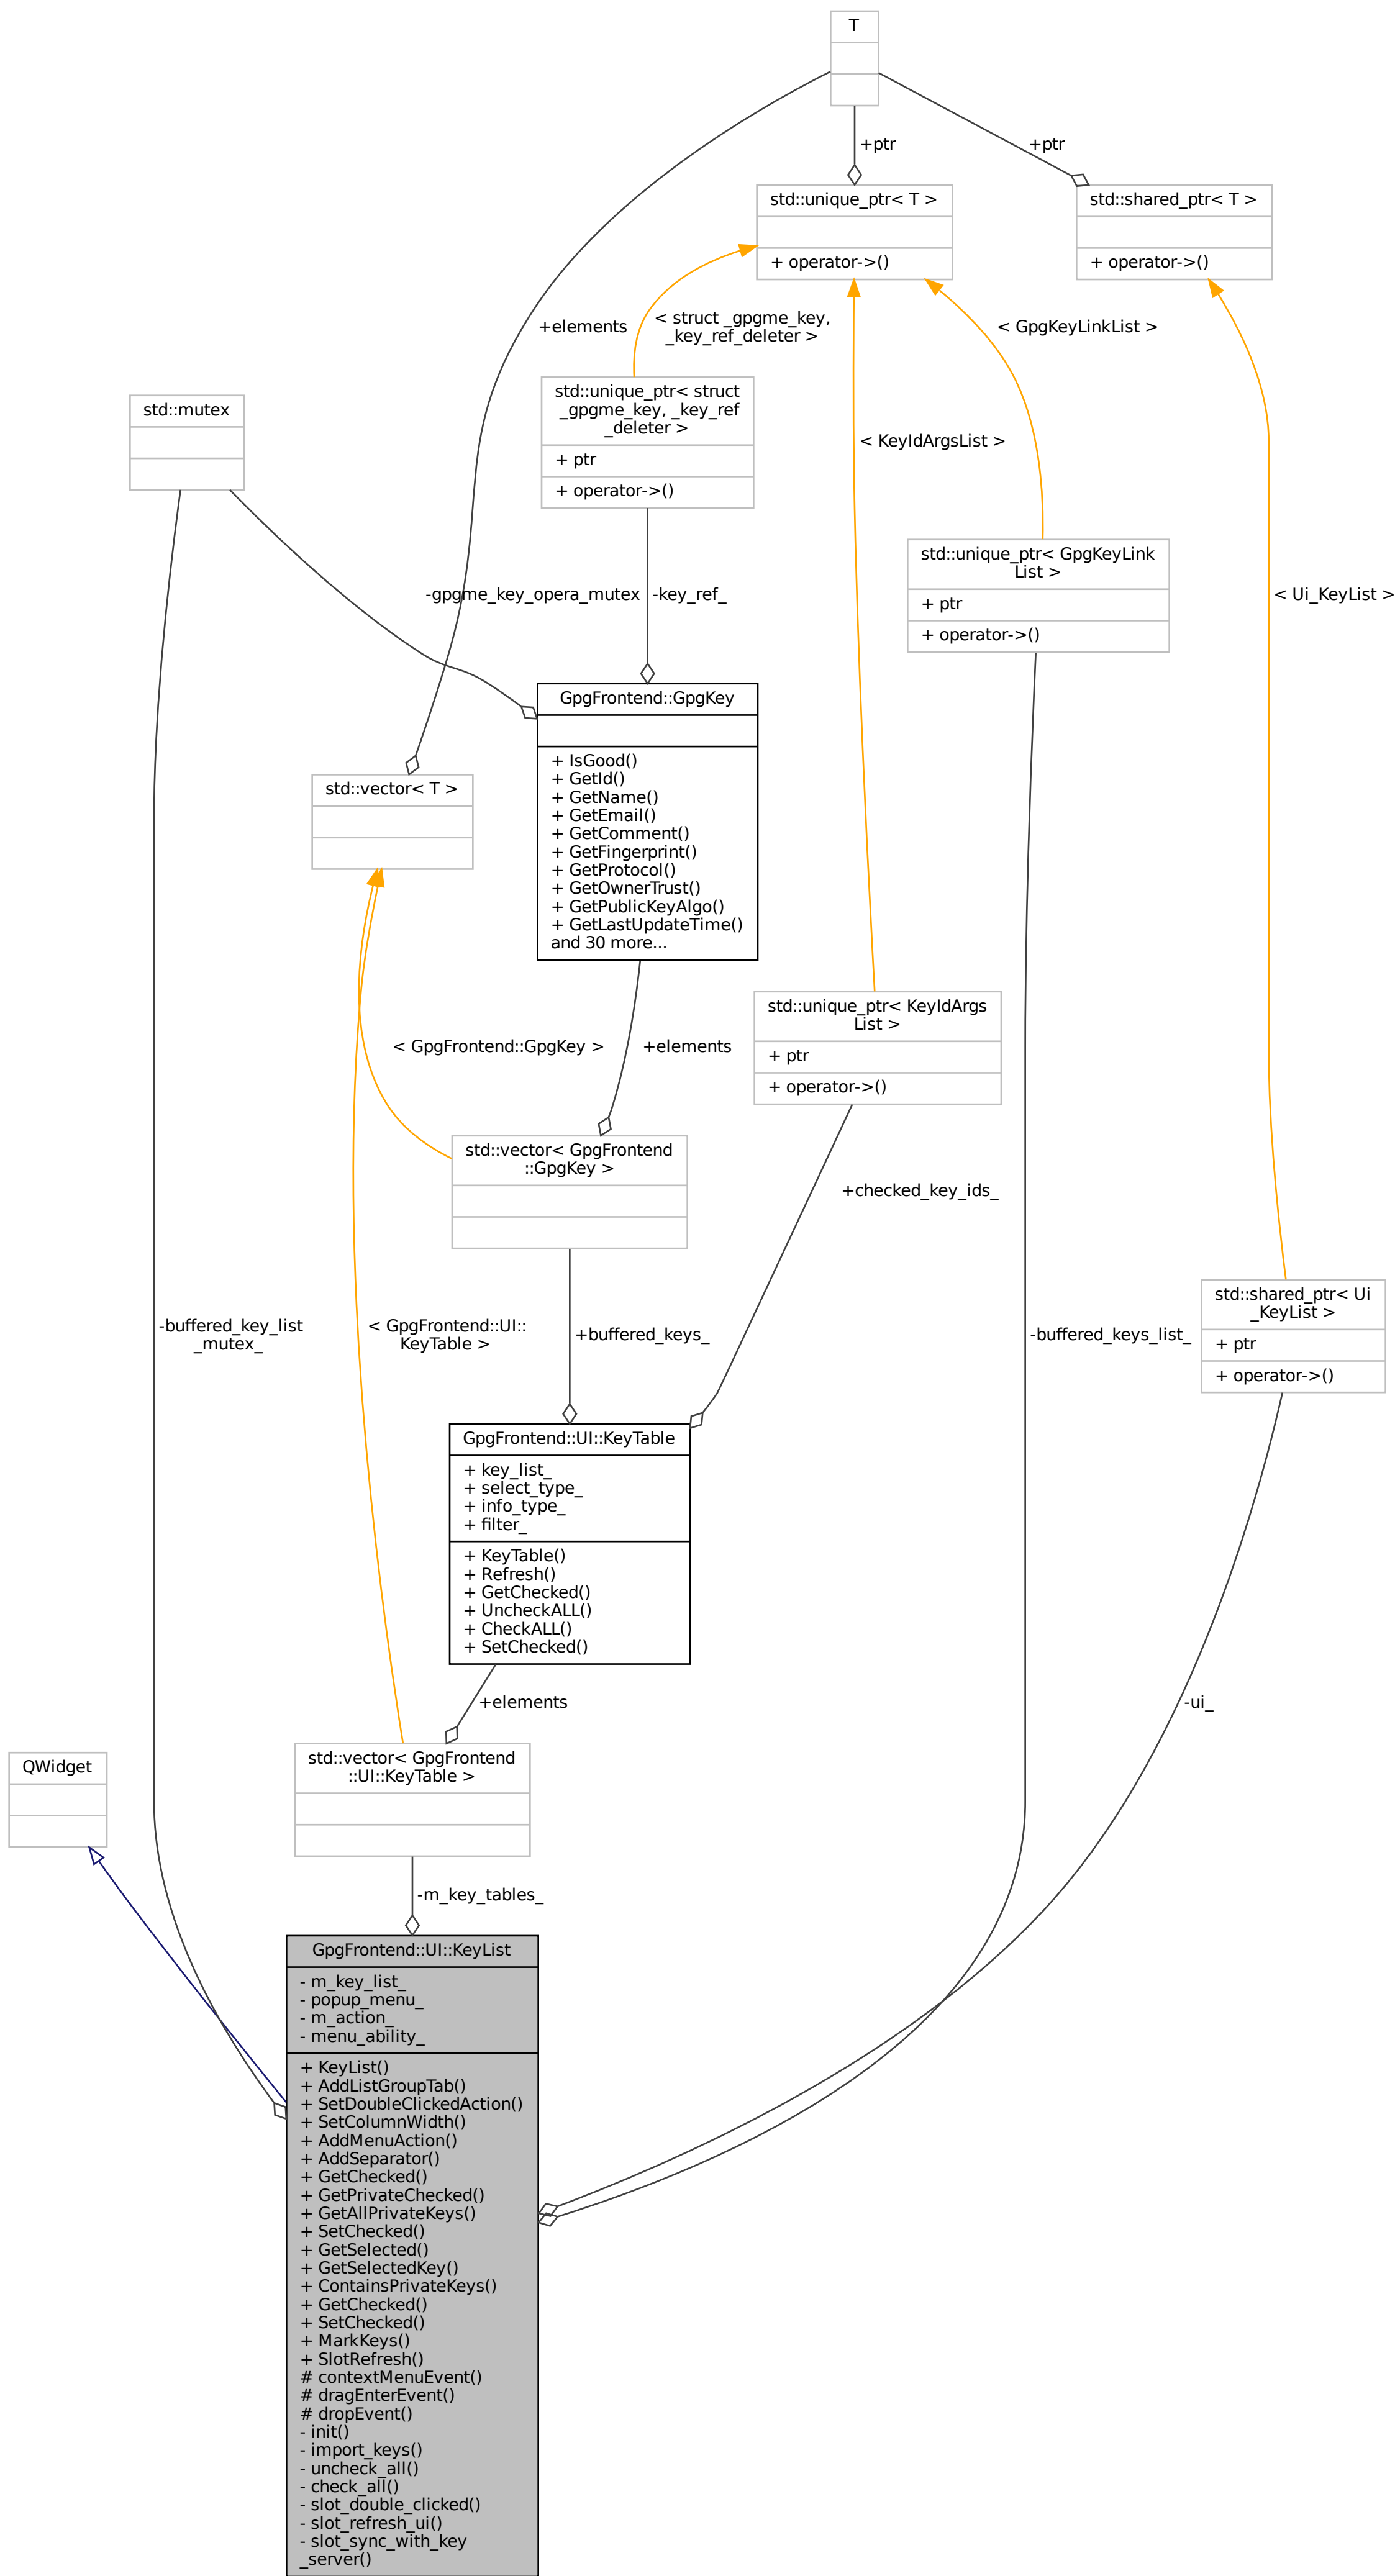 T
+ptr
+ptr
std::unique_ptr< T >
+ operator->()
std::shared_ptr< T >
+ operator->()
+elements
< struct _gpgme_key,
_key_ref_deleter >
< GpgKeyLinkList >
std::mutex
std::unique_ptr< struct
_gpgme_key, _key_ref
_deleter >
+ ptr
+ operator->()
< KeyIdArgsList >
std::unique_ptr< GpgKeyLink
List >
+ ptr
+ operator->()
-gpgme_key_opera_mutex
-key_ref_
< Ui_KeyList >
GpgFrontend::GpgKey
+ IsGood()
+ GetId()
+ GetName()
+ GetEmail()
+ GetComment()
+ GetFingerprint()
+ GetProtocol()
+ GetOwnerTrust()
+ GetPublicKeyAlgo()
+ GetLastUpdateTime()
and 30 more...
std::vector< T >
std::unique_ptr< KeyIdArgs
List >
+ ptr
+ operator->()
< GpgFrontend::GpgKey >
+elements
std::vector< GpgFrontend
::GpgKey >
+checked_key_ids_
-buffered_key_list
_mutex_
< GpgFrontend::UI::
KeyTable >
+buffered_keys_
-buffered_keys_list_
std::shared_ptr< Ui
_KeyList >
+ ptr
+ operator->()
GpgFrontend::UI::KeyTable
+ key_list_
+ select_type_
+ info_type_
+ filter_
+ KeyTable()
+ Refresh()
+ GetChecked()
+ UncheckALL()
+ CheckALL()
+ SetChecked()
+elements
-ui_
QWidget
std::vector< GpgFrontend
::UI::KeyTable >
-m_key_tables_
GpgFrontend::UI::KeyList
- m_key_list_
- popup_menu_
- m_action_
- menu_ability_
+ KeyList()
+ AddListGroupTab()
+ SetDoubleClickedAction()
+ SetColumnWidth()
+ AddMenuAction()
+ AddSeparator()
+ GetChecked()
+ GetPrivateChecked()
+ GetAllPrivateKeys()
+ SetChecked()
+ GetSelected()
+ GetSelectedKey()
+ ContainsPrivateKeys()
+ GetChecked()
+ SetChecked()
+ MarkKeys()
+ SlotRefresh()
# contextMenuEvent()
# dragEnterEvent()
# dropEvent()
- init()
- import_keys()
- uncheck_all()
- check_all()
- slot_double_clicked()
- slot_refresh_ui()
- slot_sync_with_key
_server()